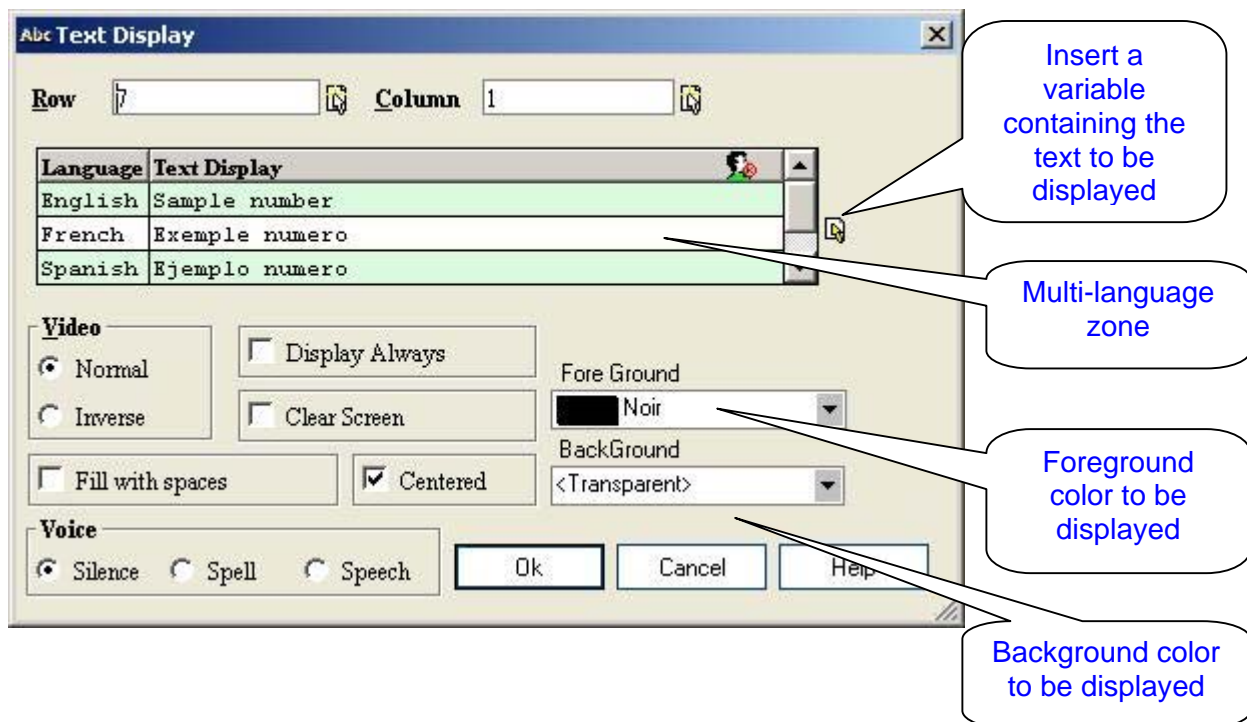 Abc Text Display
Insert a
variable
containing the
text to be
displayed
Row 7 Column 1
Language Text Display
English Sample number
French Exemple numero
Spanish Ejemplo numero
Multi-language
zone
Video
Normal
Inverse
Display Always
Clear Screen
Fore Ground
Noir
BackGround
<Transparent>
Fill with spaces
Centered
Foreground
color to be
displayed
Voice
Silence Spell Speech
Ok Cancel Help
Background color
to be displayed